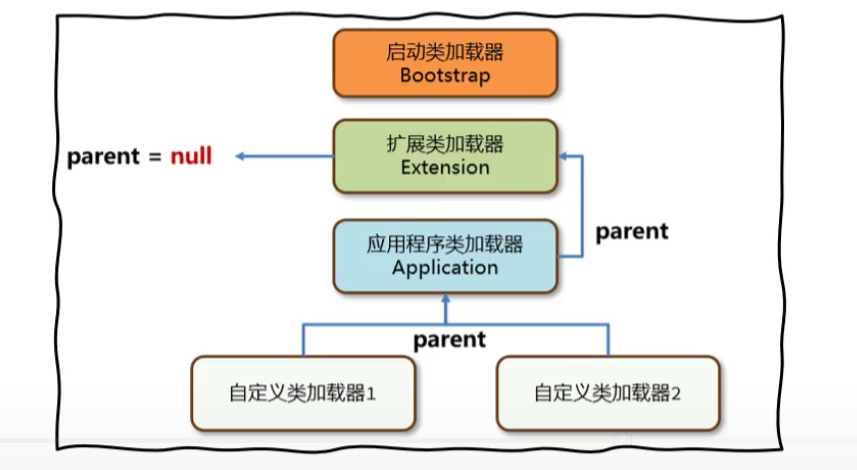 启动类加载器
Bootstrap
扩展类加载器
Extension
parent = null
parent
应用程序类加载器
Application
parent
自定义类加载器1
自定义类加载器2